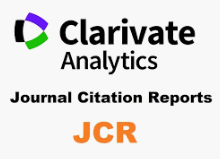 Clarivate
Analytics
Journal Citation Reports
JCR